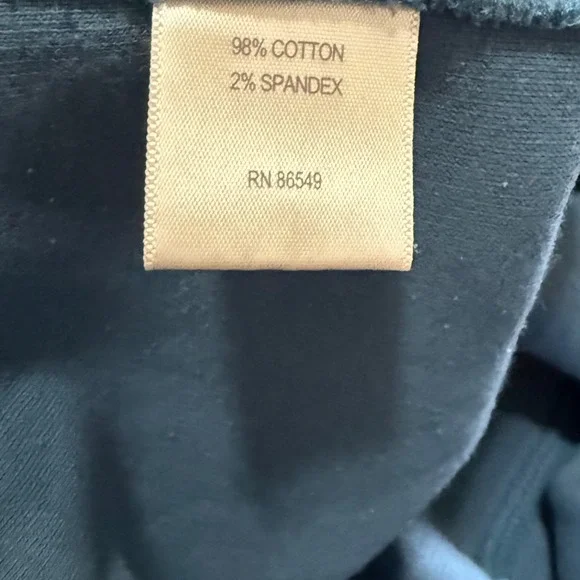 98% COTTON
2% SPANDEX
RN 86549